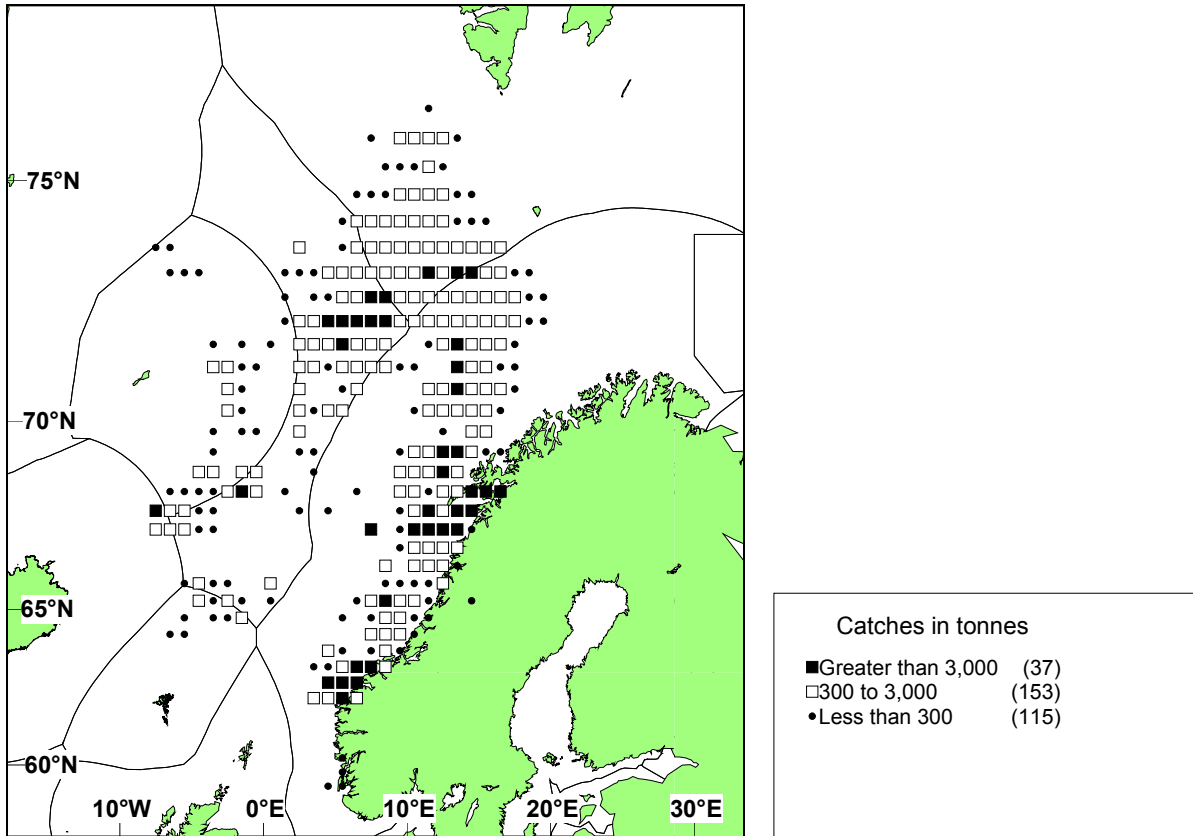 75°N
70°N
65°N
60°N
10°W 0°E 10°E 20°E 30°E
Catches in tonnes
Greater than 3,000 (37)
300 to 3,000 (153)
Less than 300 (115)